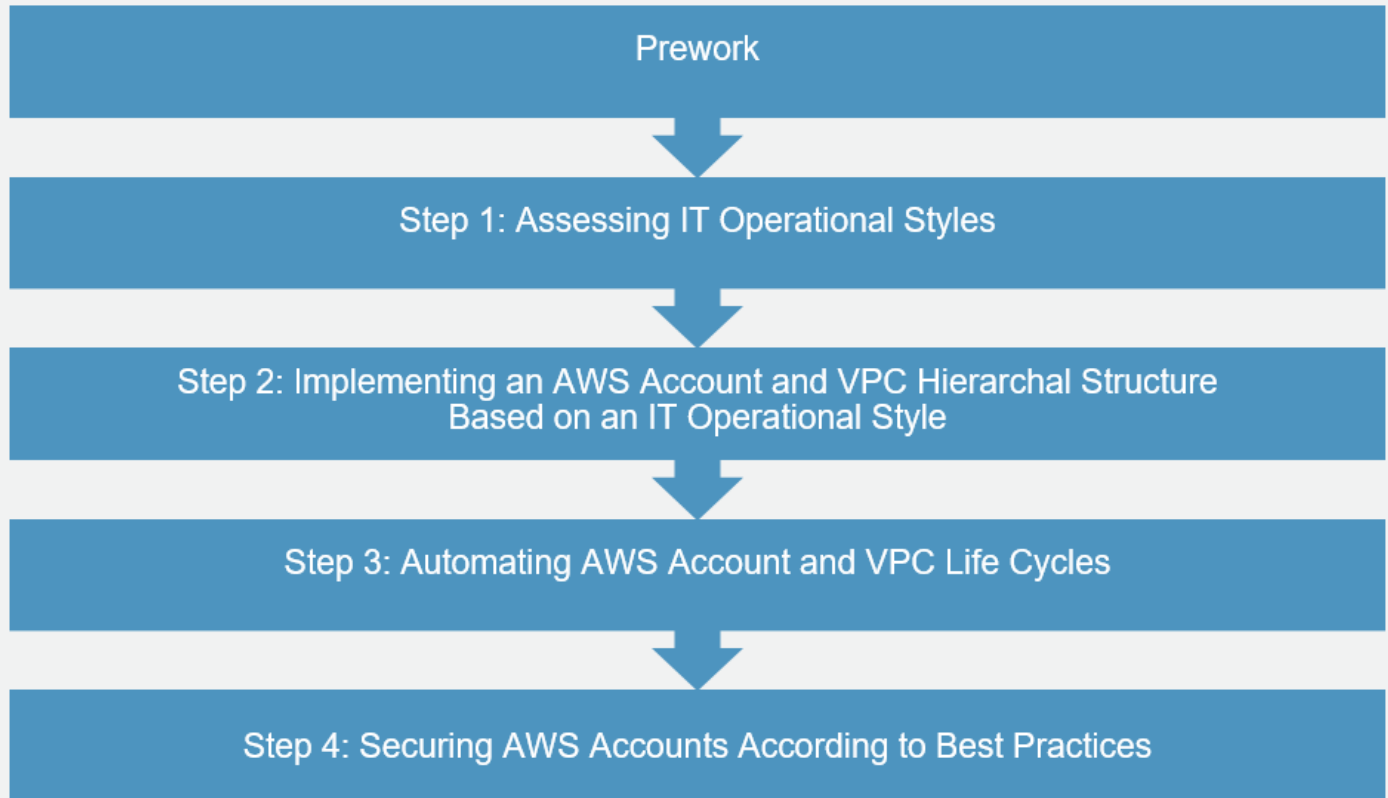 Prework
Step 1: Assessing IT Operational Styles
Step 2: Implementing an AWS Account and VPC Hierarchal Structure
Based on an IT Operational Style
Step 3: Automating AWS Account and VPC Life Cycles
Step 4: Securing AWS Accounts According to Best Practices